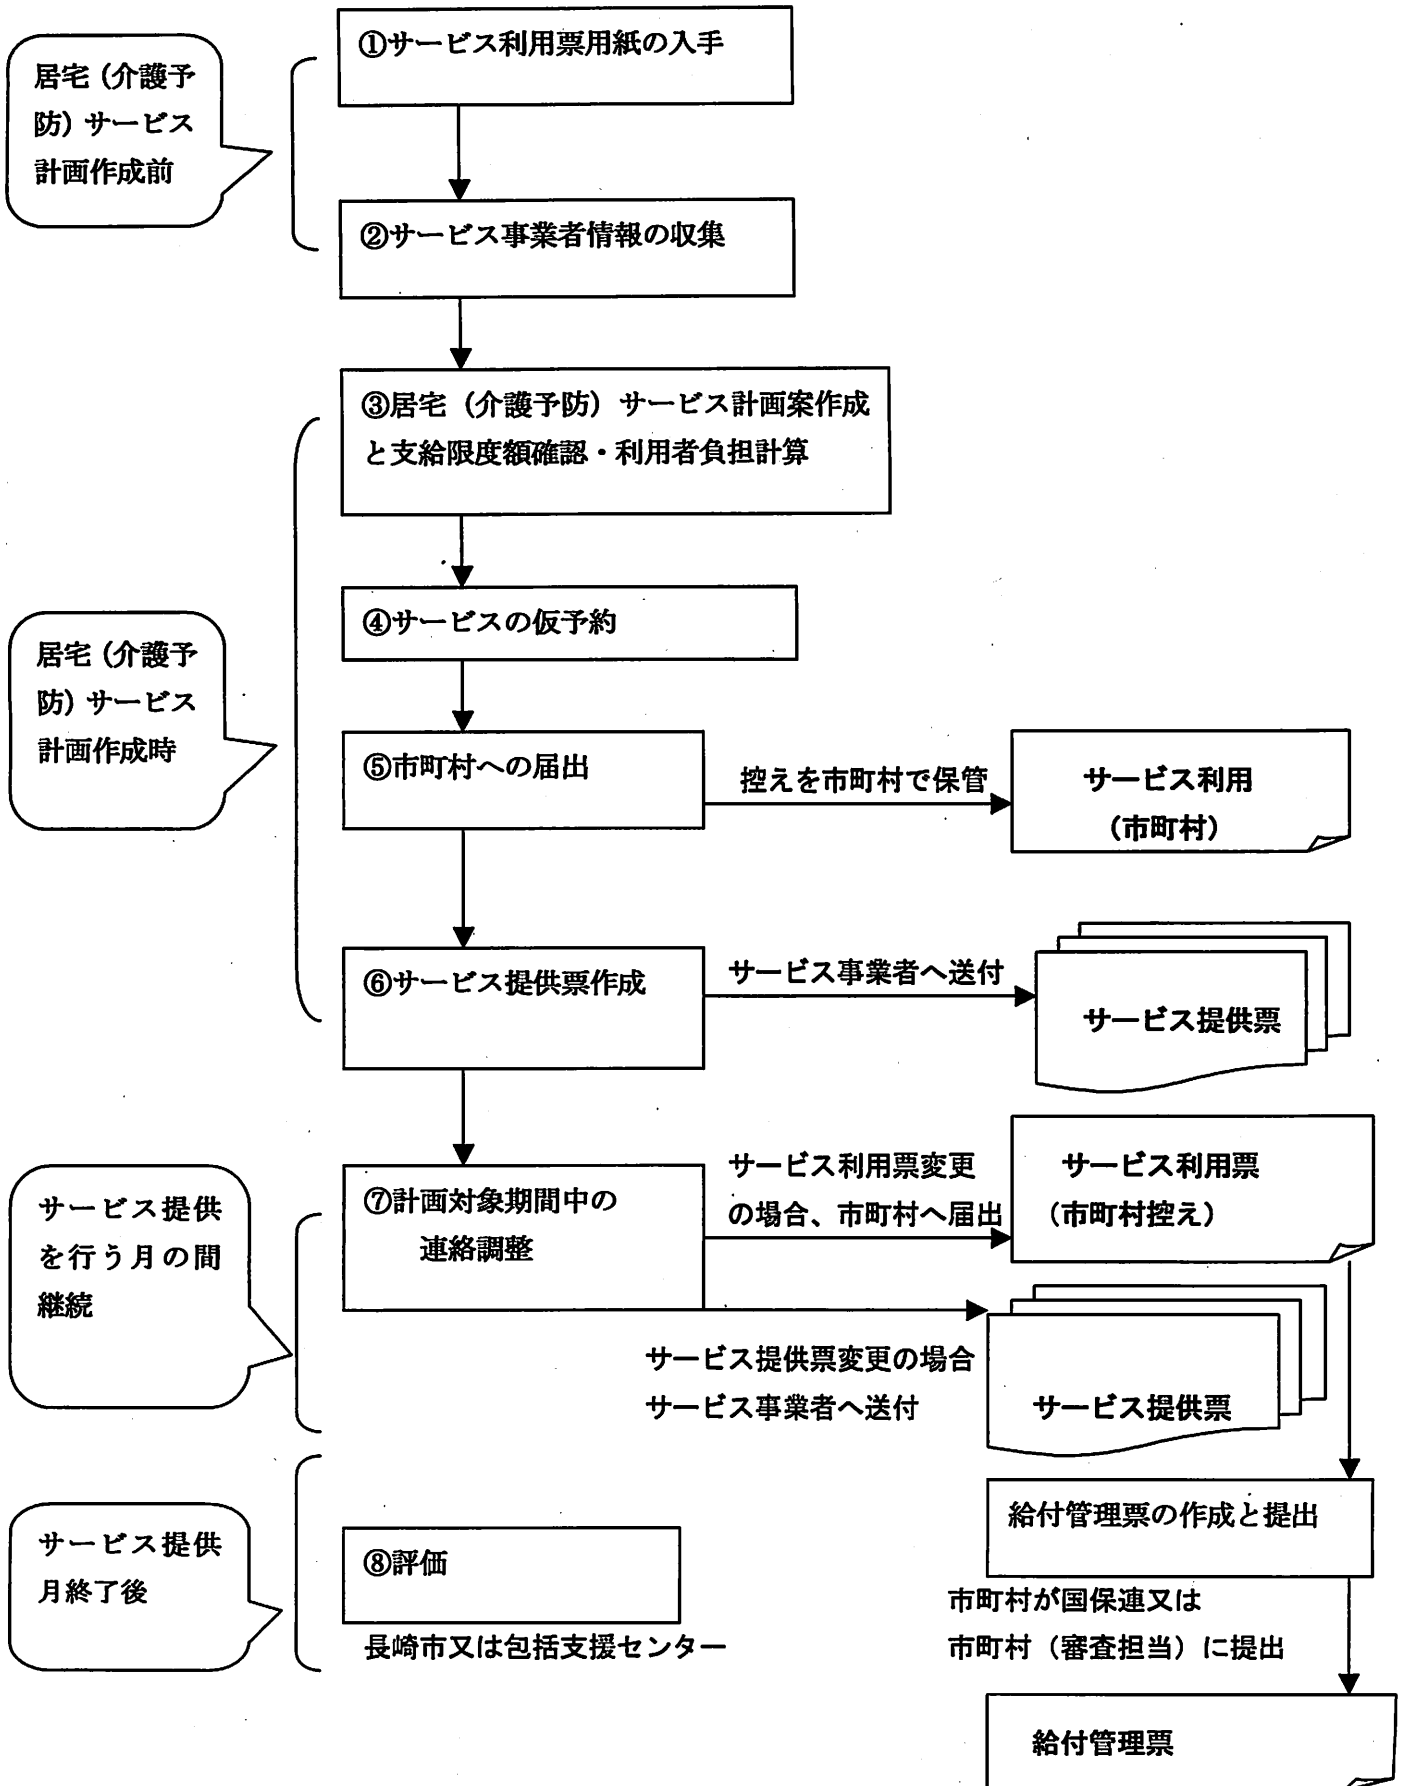 ①サービス利用票用紙の入手
居宅（介護予
防）サービス
計画作成前
②サービス事業者情報の収集
③居宅（介護予防）サービス計画案作成
と支給限度額確認・利用者負担計算
④サービスの仮予約
居宅（介護予
防）サービス
計画作成時
⑤市町村への届出
控えを市町村で保管
サービス利用
（市町村）
⑥サービス提供票作成
サービス事業者へ送付
サービス提供票
サービス提供
を行う月の間
継続
⑦計画対象期間中の
連絡調整
サービス利用票変更
の場合、市町村へ届出
サービス利用票
（市町村控え）
サービス提供票変更の場合
サービス事業者へ送付
サービス提供票
サービス提供
月終了後
⑧評価
長崎市又は包括支援センター
給付管理票の作成と提出
市町村が国保連又は
市町村（審査担当）に提出
給付管理票